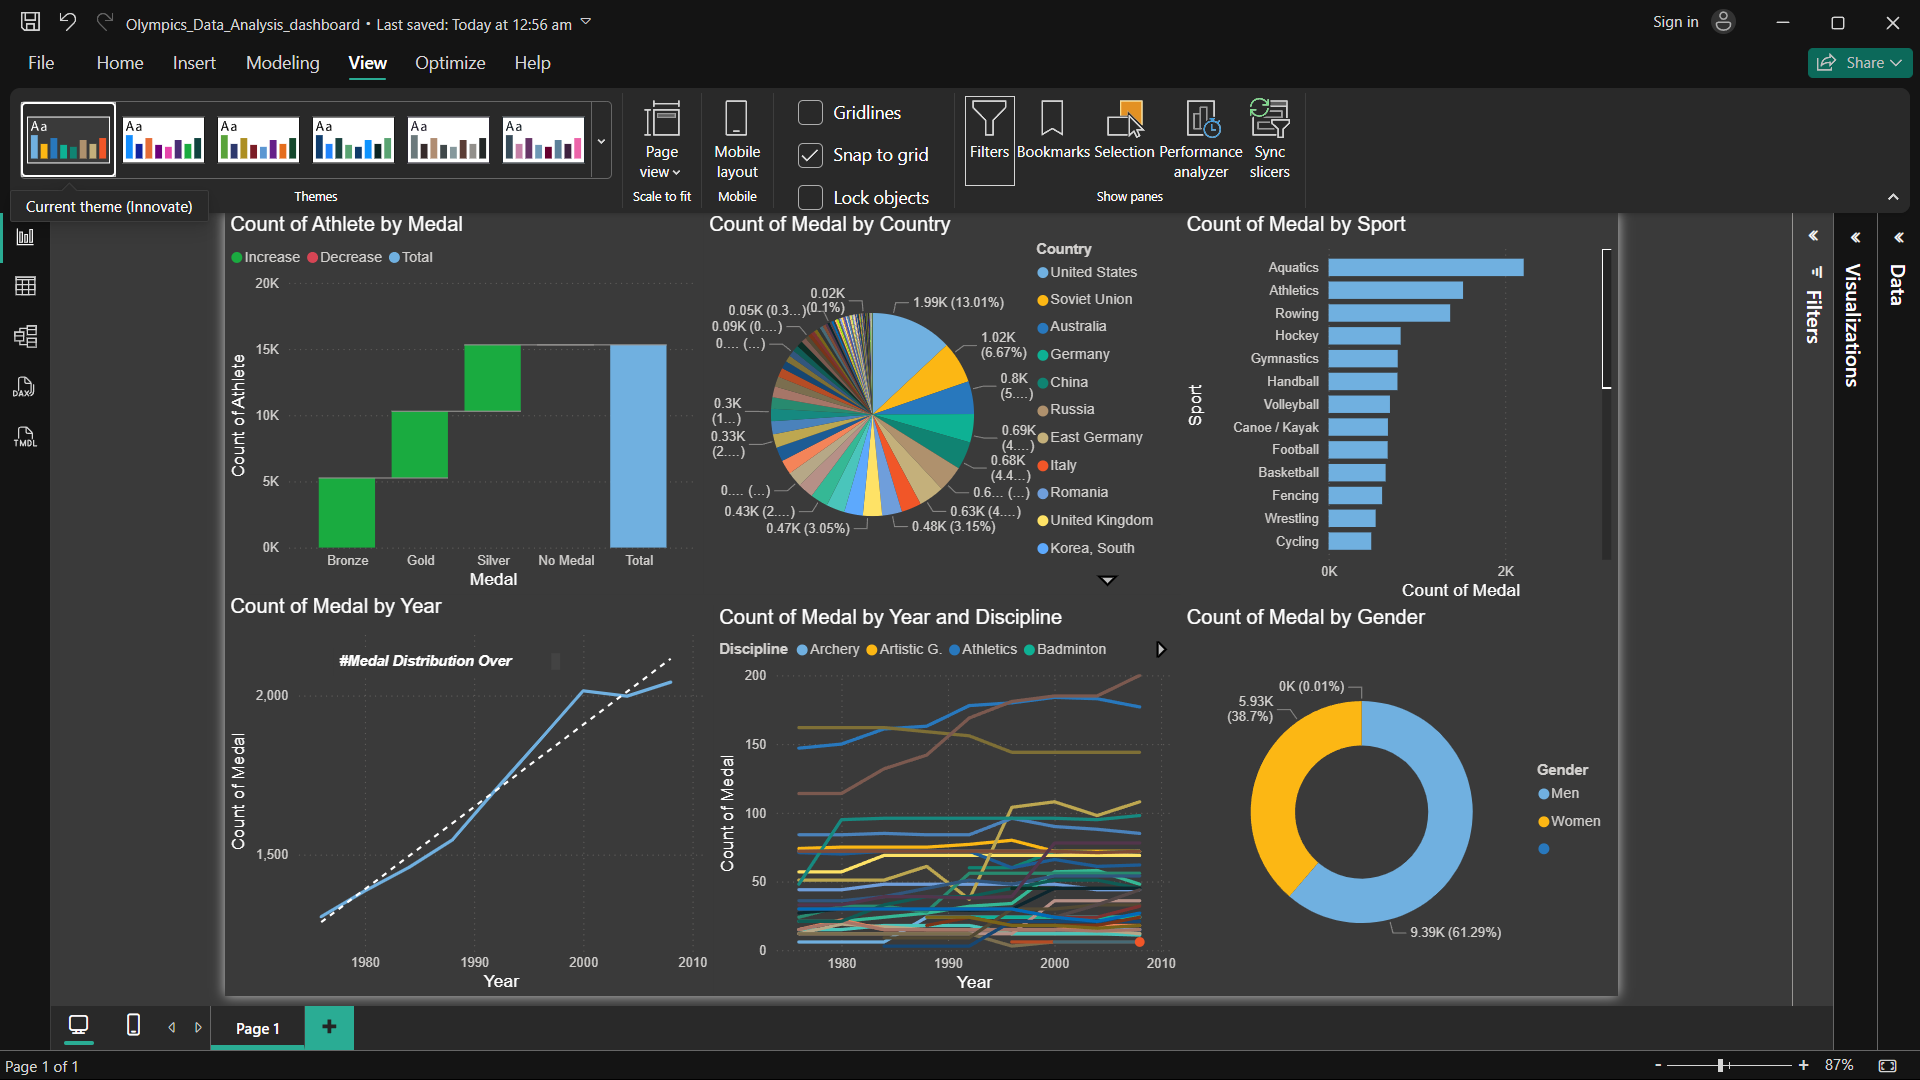 Olympics_Data_Analysis_dashboard • Last saved: Today at 12:56 am
Sign in
File
Home
Insert
Modeling
View
Optimize
Help
Share
Aa
Aa
Aa
Aa
Aa
Aa
Themes
Current theme (Innovate)
Page
view
Scale to fit
Mobile
layout
Mobile
Gridlines
Snap to grid
Lock objects
Filters
Bookmarks
Selection
Performance
analyzer
Sync
slicers
Show panes
DAX
TMDL
Count of Athlete by Medal
Increase
Decrease
Total
Count of Athlete
20K
15K
10K
5K
0K
Bronze
Gold
Silver
No Medal
Total
Medal
Count of Medal by Country
0.02K
(0.1%)
0.05K (0.3...)
0.09K (0....)
0.... (...)
0.3K
(1...)
0.33K
(2....)
0.... (...)
0.43K (2....)
0.47K (3.05%)
1.99K (13.01%)
1.02K
(6.67%)
0.8K
(5....)
0.69K
(4....)
0.68K
(4.4...)
0.6... (...)
0.63K (4....)
0.48K (3.15%)
Country
United States
Soviet Union
Australia
Germany
China
Russia
East Germany
Italy
Romania
United Kingdom
Korea, South
Count of Medal by Sport
Sport
Aquatics
Athletics
Rowing
Hockey
Gymnastics
Handball
Volleyball
Canoe / Kayak
Football
Basketball
Fencing
Wrestling
Cycling
0K
2K
Count of Medal
Filters
Visualizations
Data
Count of Medal by Year
#Medal Distribution Over
Count of Medal
2,000
1,500
1980
1990
2000
2010
Year
Count of Medal by Year and Discipline
Discipline
Archery
Artistic G.
Athletics
Badminton
Count of Medal
200
150
100
50
0
1980
1990
2000
2010
Year
Count of Medal by Gender
0K (0.01%)
5.93K
(38.7%)
9.39K (61.29%)
Gender
Men
Women
Page 1
Page 1 of 1
- + 87%